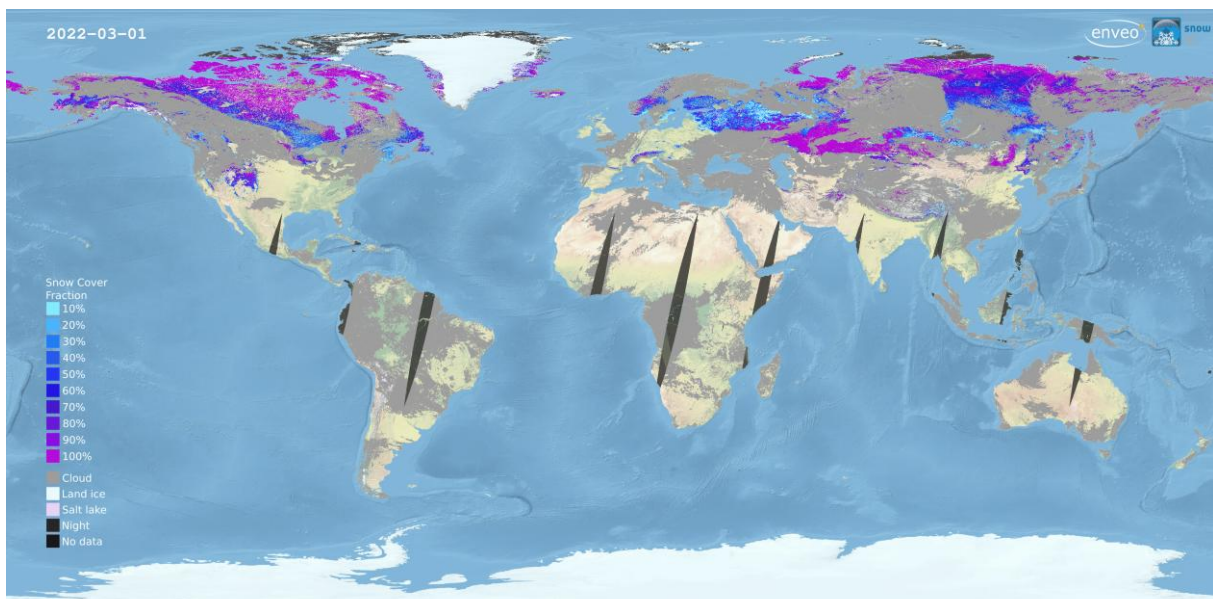 2022-03-01
enveo
snow
Snow Cover
Fraction
10%
20%
30%
40%
50%
60%
70%
80%
90%
100%
Cloud
Land ice
Salt lake
Night
No data